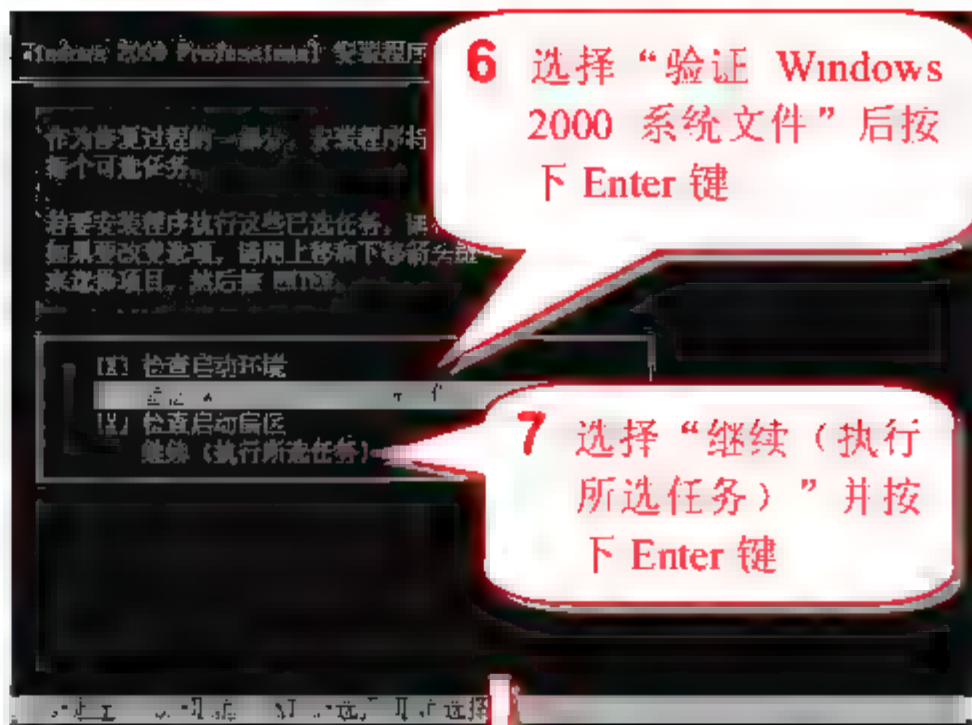 Windows 2000 Professional 安装程序
作为修复过程的一部分，安装程序将
每个可选任务。
若要安装程序执行这些已选任务，请
如果要改变选项，请用上移和下移箭头键
来选择项目，然后按 ENTER。
[X] 检查启动环境
[X] 检查启动扇区
继续（执行所选任务）
6 选择“验证 Windows
2000 系统文件”后按
下 Enter 键
7 选择“继续（执行
所选任务）”并按
下 Enter 键